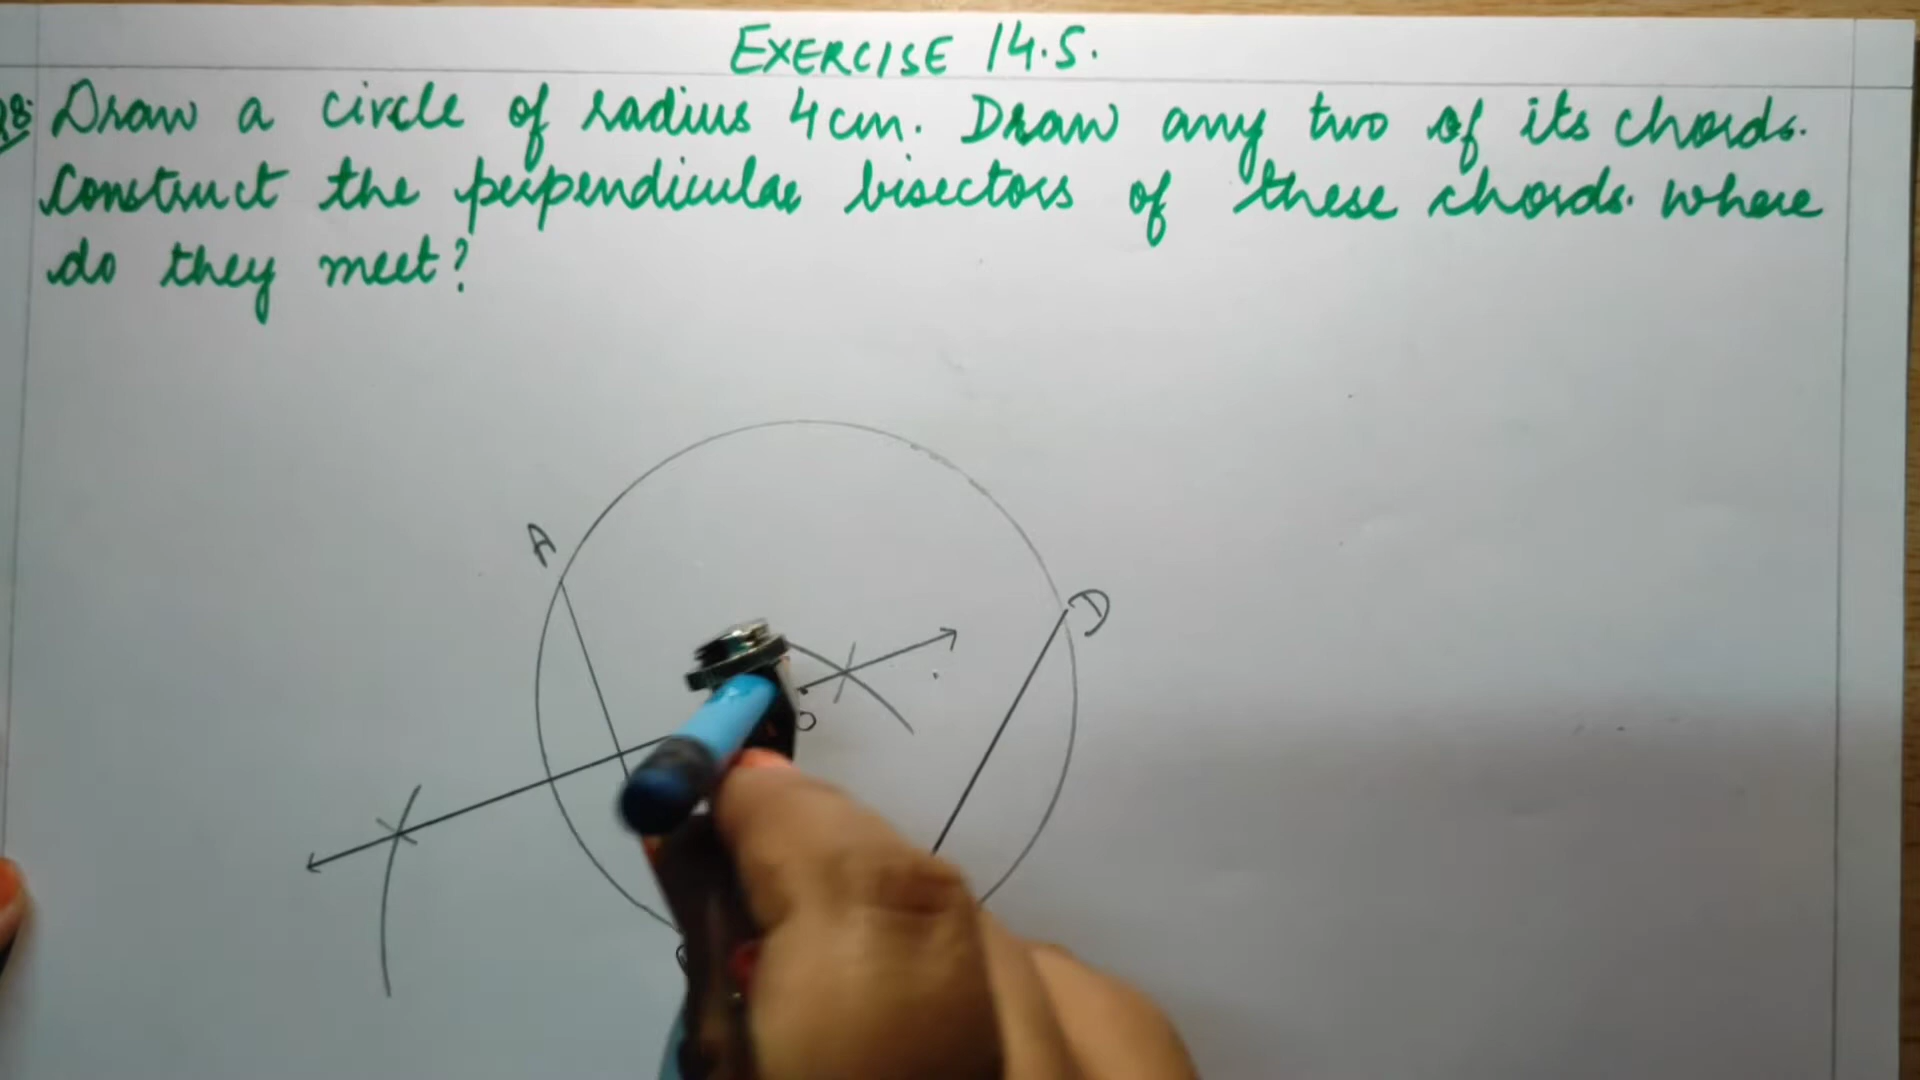 EXERCISE 14.5.
Q8: Draw a circle of radius 4cm. Draw any two of its chords.
Construct the perpendicular bisectors of these chords. Where
do they meet?
A
D
O